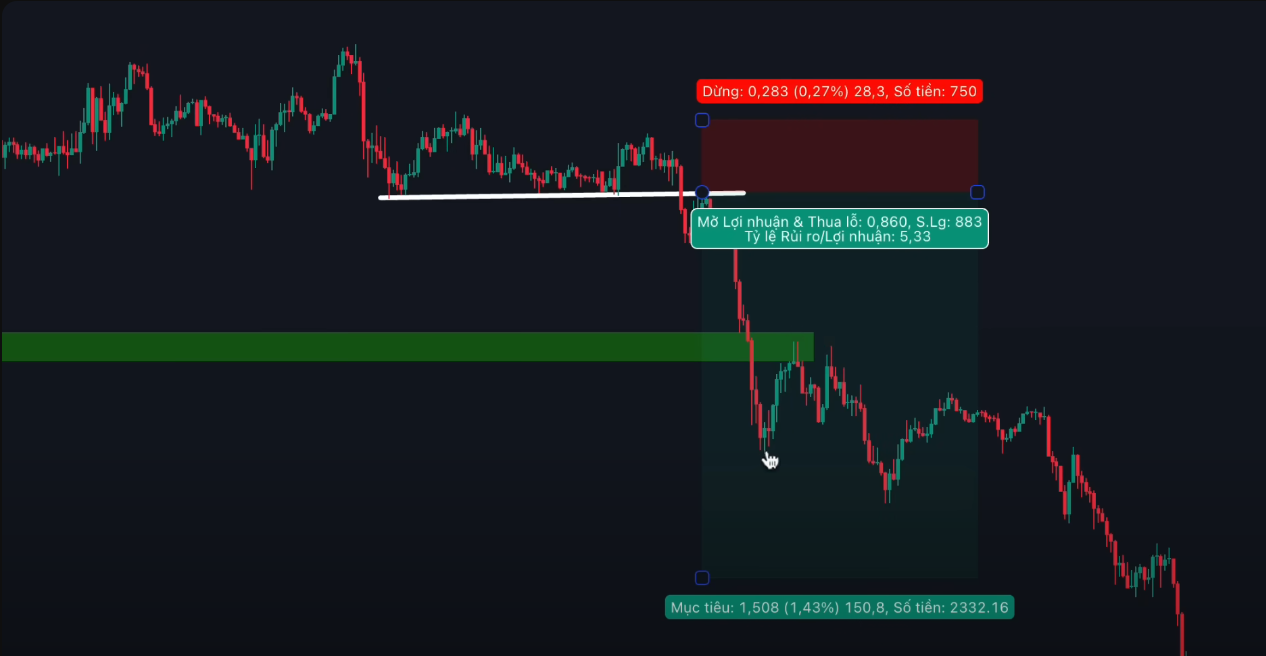 Dừng: 0,283 (0,27%) 28,3, Số tiền: 750
Mở Lợi nhuận & Thua lỗ: 0,860, S.Lg: 883
Tỷ lệ Rủi ro/Lợi nhuận: 5,33
Mục tiêu: 1,508 (1,43%) 150,8, Số tiền: 2332.16